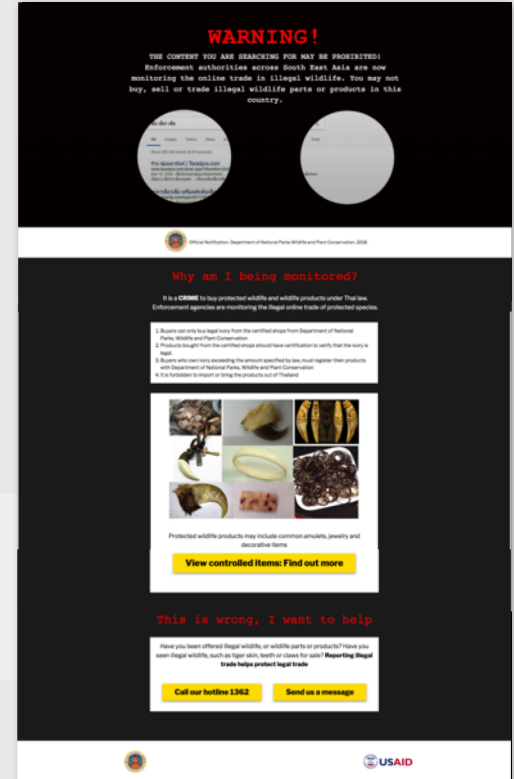 WARNING!
THE CONTENT YOU ARE SEARCHING FOR MAY BE PROHIBITED!
Enforcement authorities across South East Asia are now
monitoring the online trade in illegal wildlife. You may not
buy, sell or trade illegal wildlife parts or products in this
country.
All Images Videos News
Official Notification: Department of National Parks Wildlife and Plant Conservation. 2018
Why am I being monitored?
It is a CRIME to buy protected wildlife and wildlife products under Thai law.
Enforcement agencies are monitoring the illegal online trade of protected species.
1. Buyers can only buy legal ivory from the certified shops from Department of National
Parks, Wildlife and Plant Conservation
2. Products bought from the certified shops should have certification to verify that the ivory is
legal
3. Buyers who own ivory exceeding the amount specified by law, must register their products
with Department of National Parks, Wildlife and Plant Conservation
4. It is forbidden to import or bring the products out of Thailand
Protected wildlife products may include common amulets, jewelry and
decorative items
View controlled items: Find out more
This is wrong, I want to help
Have you been offered illegal wildlife, or wildlife parts or products? Have you
seen illegal wildlife, such as tiger skin, teeth or claws for sale? Reporting illegal
trade helps protect legal trade
Call our hotline 1362
Send us a message
USAID